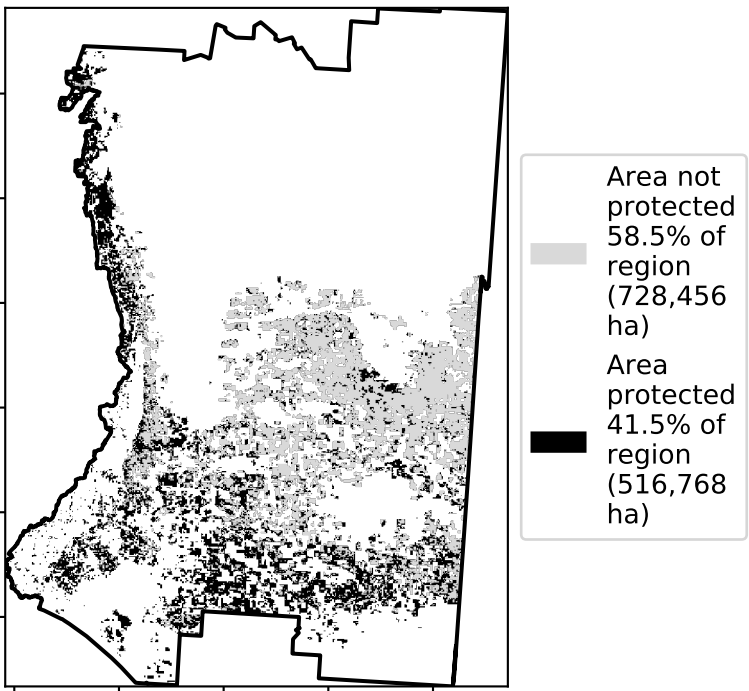 Area not
protected
58.5% of
region
(728,456
ha)
Area
protected
41.5% of
region
(516,768
ha)